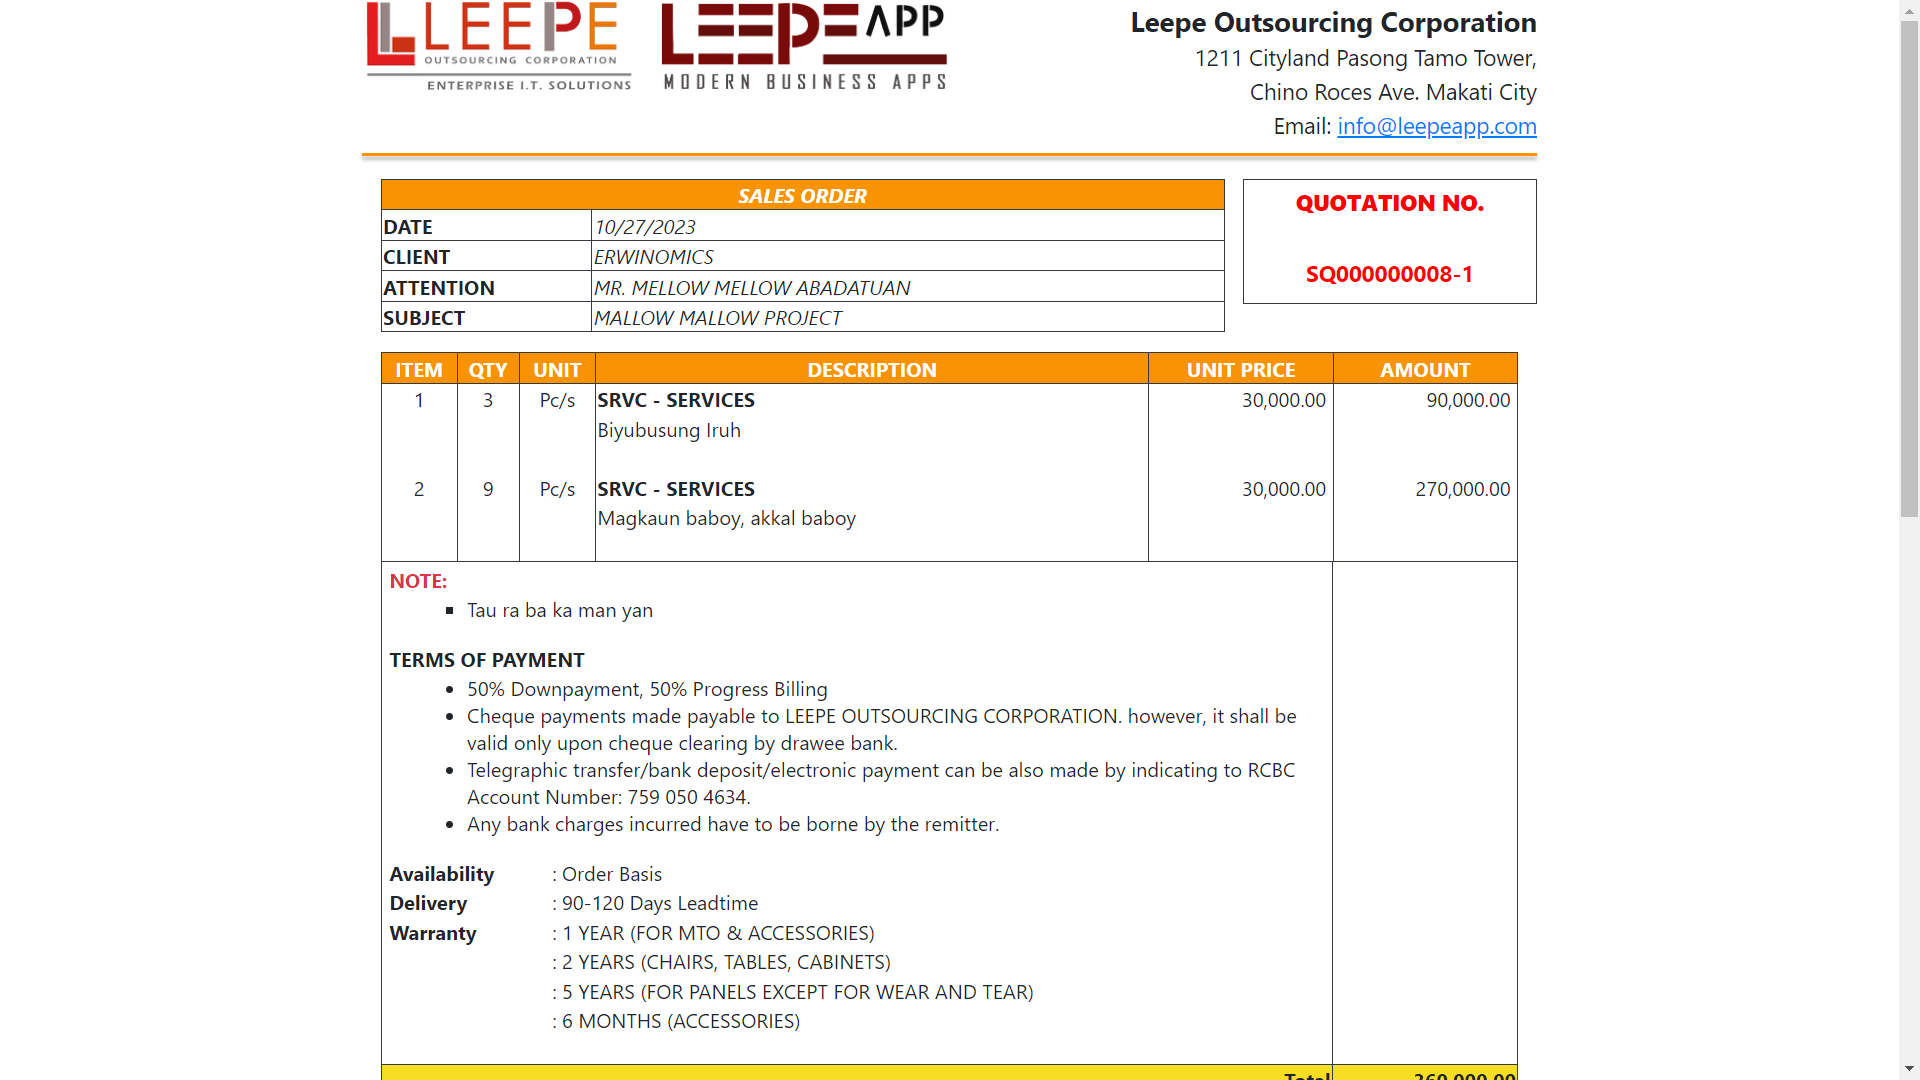 LEEPE
OUTSOURCING CORPORATION
ENTERPRISE I.T. SOLUTIONS
LEEPE APP
MODERN BUSINESS APPS
Leepe Outsourcing Corporation
1211 Cityland Pasong Tamo Tower,
Chino Roces Ave. Makati City
Email: info@leepeapp.com
SALES ORDER
DATE 10/27/2023
CLIENT ERWINOMICS
ATTENTION MR. MELLOW MELLOW ABADATUAN
SUBJECT MALLOW MALLOW PROJECT
QUOTATION NO.
SQ000000008-1
ITEM QTY UNIT DESCRIPTION UNIT PRICE AMOUNT
1 3 Pc/s SRVC - SERVICES 30,000.00 90,000.00
Biyubusung Iruh
2 9 Pc/s SRVC - SERVICES 30,000.00 270,000.00
Magkaun baboy, akkal baboy
NOTE:
▪ Tau ra ba ka man yan
TERMS OF PAYMENT
• 50% Downpayment, 50% Progress Billing
• Cheque payments made payable to LEEPE OUTSOURCING CORPORATION. however, it shall be
valid only upon cheque clearing by drawee bank.
• Telegraphic transfer/bank deposit/electronic payment can be also made by indicating to RCBC
Account Number: 759 050 4634.
• Any bank charges incurred have to be borne by the remitter.
Availability : Order Basis
Delivery : 90-120 Days Leadtime
Warranty : 1 YEAR (FOR MTO & ACCESSORIES)
: 2 YEARS (CHAIRS, TABLES, CABINETS)
: 5 YEARS (FOR PANELS EXCEPT FOR WEAR AND TEAR)
: 6 MONTHS (ACCESSORIES)
Total 360,000.00